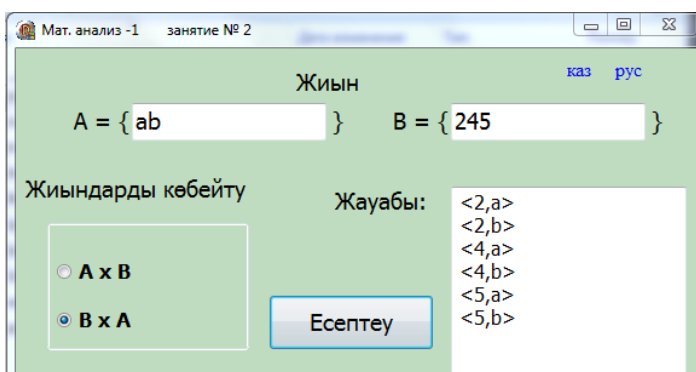 Мат. анализ -1 занятие № 2
Жиын
каз рус
A = { ab } B = { 245 }
Жиындарды көбейту
Жауабы:
<2,a>
<2,b>
<4,a>
<4,b>
<5,a>
<5,b>
A x B
B x A
Есептеу